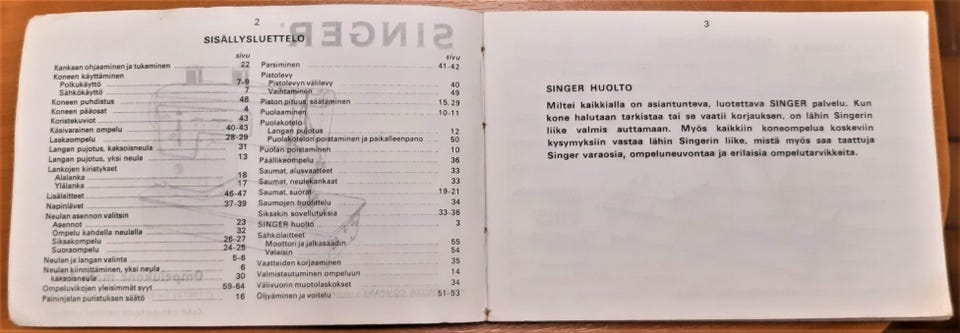 2
SISÄLLYSLUETTELO
sivu
Kankaan ohjaaminen ja tukeminen 22
Koneen käyttäminen
Polkukäyttö 7-9
Sähkökäyttö 7
Koneen puhdistus 48
Koneen pääosat 4
Koristekuviot 43
Käsivarainen ompelu 40-43
Laakaompelu 28-29
Langan pujotus, kaksoisneula 31
Langan pujotus, yksi neula 13
Lankojen kiristykset
Alalanka 18
Ylälanka 17
Lisälaitteet 46-47
Napinlävet 37-39
Neulan asennon valitsin
Asennot 23
Ompelu kahdella neulalla 32
Siksakompelu 26-27
Suoraompelu 24-25
Neulan ja langan valinta 5-6
Neulan kiinnittäminen, yksi neula 6
kaksoisneula 30
Ompeluvikojen yleisimmät syyt 59-64
Paininjalan puristuksen säätö 16
sivu
Parsiminen 41-42
Pistolevy
Pistolevyn välilevy 40
Vaihtaminen 49
Piston pituus, säätäminen 15, 29
Puolaaminen 10-11
Puolakotelo
Langan pujotus 12
Puolakotelon poistaminen ja paikalleenpano 50
Puolan poistaminen 10
Päällikeompelu 36
Saumat, alusvaatteet 33
Saumat, neulekankaat 33
Saumat, suorat 19-21
Saumojen huolittelu 34
Siksakin sovellutuksia 33-36
SINGER huolto 3
Sähkölaitteet
Moottori ja jalkasäädin 55
Valaisin 54
Vaatteiden korjaaminen 35
Valmistautuminen ompeluun 14
Välivuorin muotolaskokset 34
Öljyäminen ja voitelu 51-53
3
SINGER HUOLTO
Miltei kaikkialla on asiantunteva, luotettava SINGER palvelu. Kun
kone halutaan tarkistaa tai se vaatii korjauksen, on lähin Singerin
liike valmis auttamaan. Myös kaikkiin koneompelua koskeviin
kysymyksiin vastaa lähin Singerin liike, mistä myös saa taattuja
Singer varaosia, ompeluneuvontaa ja erilaisia ompelutarvikkeita.